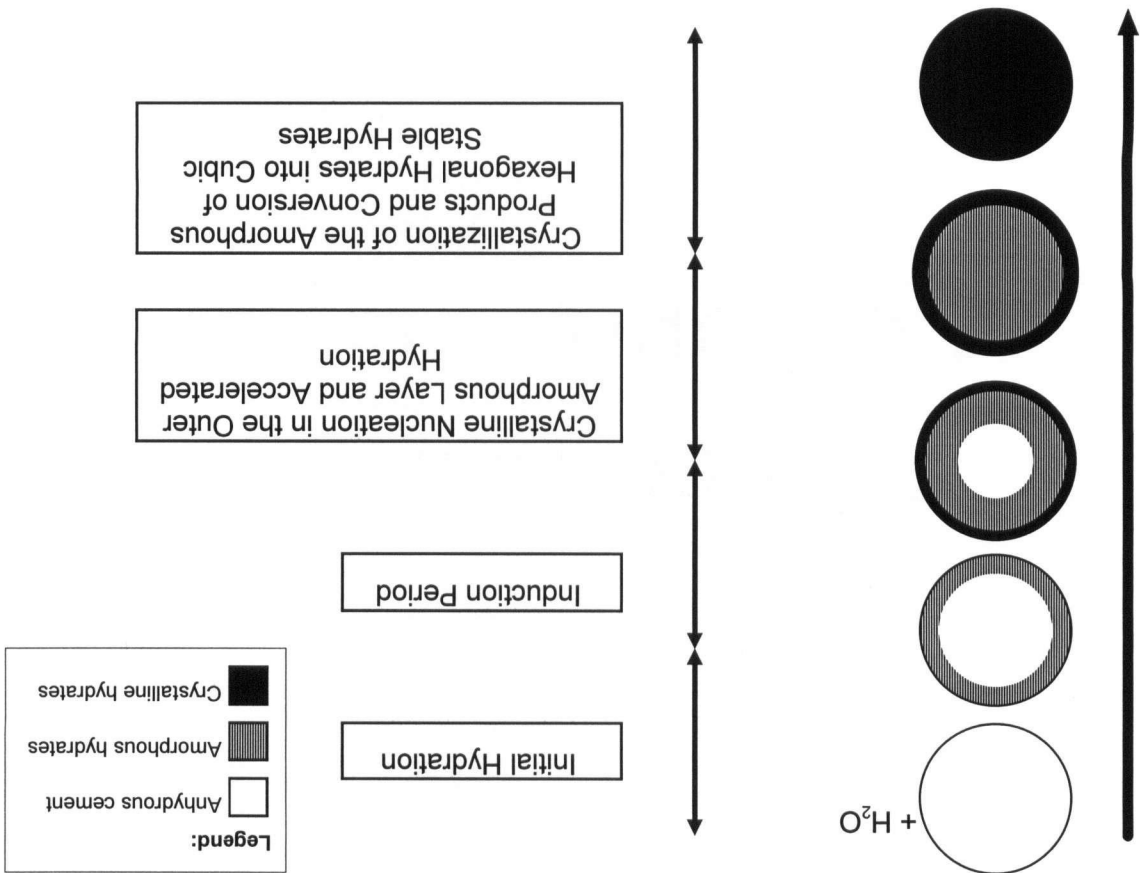 Legend:
Anhydrous cement
Amorphous hydrates
Crystalline hydrates
+ H₂O
Initial Hydration
Induction Period
Crystalline Nucleation in the Outer
Amorphous Layer and Accelerated
Hydration
Crystallization of the Amorphous
Products and Conversion of
Hexagonal Hydrates into Cubic
Stable Hydrates